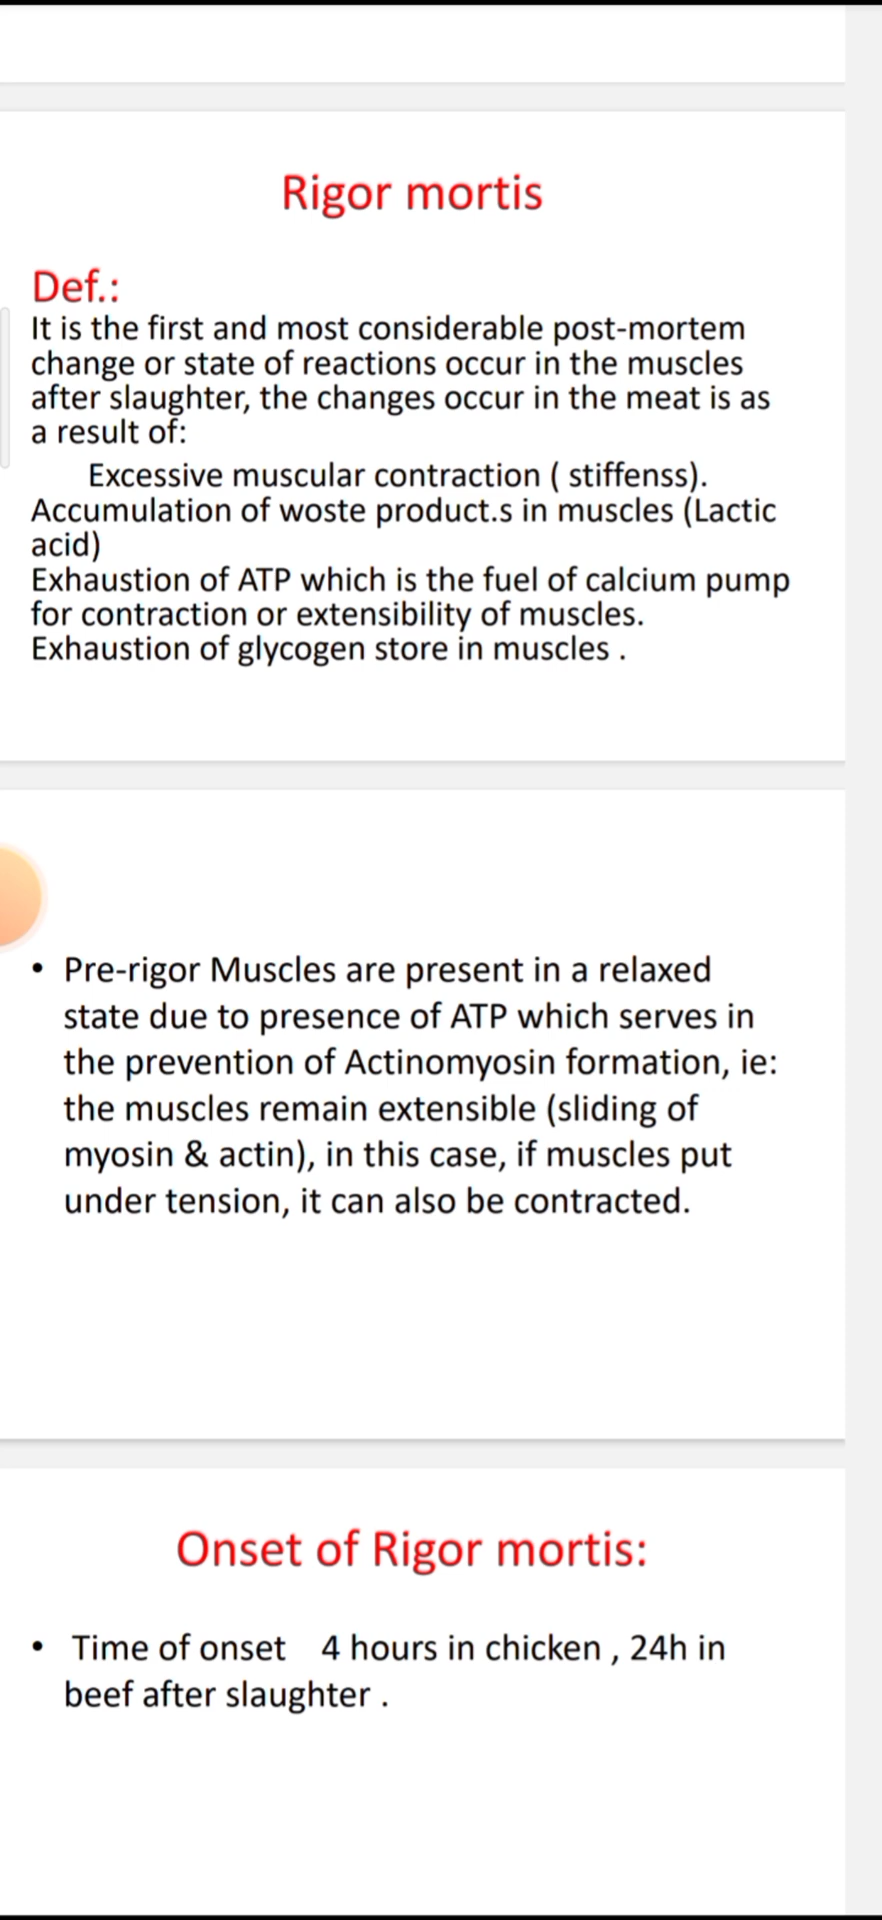 Rigor mortis
Def.:
It is the first and most considerable post-mortem
change or state of reactions occur in the muscles
after slaughter, the changes occur in the meat is as
a result of:
Excessive muscular contraction ( stiffenss).
Accumulation of woste product.s in muscles (Lactic
acid)
Exhaustion of ATP which is the fuel of calcium pump
for contraction or extensibility of muscles.
Exhaustion of glycogen store in muscles .
• Pre-rigor Muscles are present in a relaxed
state due to presence of ATP which serves in
the prevention of Actinomyosin formation, ie:
the muscles remain extensible (sliding of
myosin & actin), in this case, if muscles put
under tension, it can also be contracted.
Onset of Rigor mortis:
• Time of onset 4 hours in chicken , 24h in
beef after slaughter .